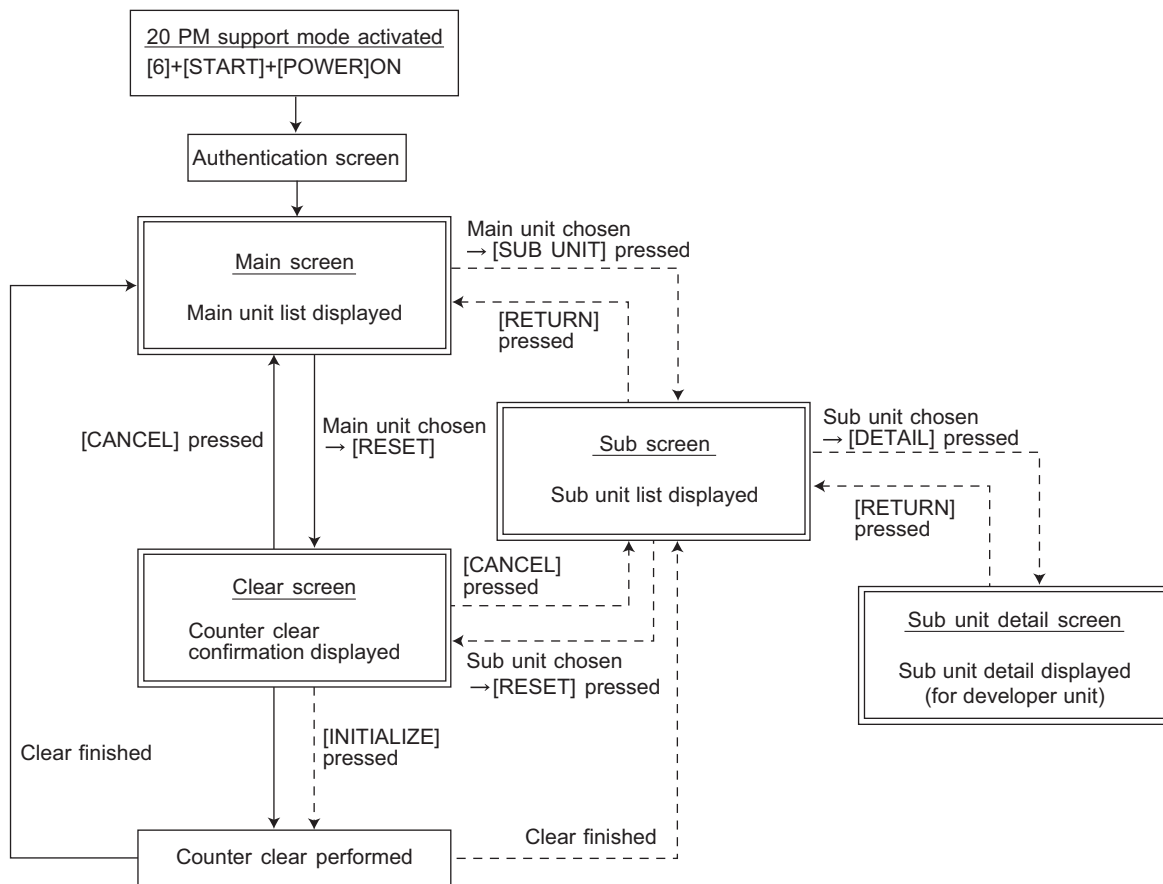 20 PM support mode activated
[6]+[START]+[POWER]ON
Authentication screen
Main screen
Main unit list displayed
Main unit chosen
→ [SUB UNIT] pressed
[RETURN]
pressed
[CANCEL] pressed
Main unit chosen
→ [RESET]
Sub screen
Sub unit list displayed
Sub unit chosen
→ [DETAIL] pressed
[RETURN]
pressed
Clear screen
Counter clear
confirmation displayed
[CANCEL]
pressed
Sub unit chosen
→[RESET] pressed
Sub unit detail screen
Sub unit detail displayed
(for developer unit)
Clear finished
[INITIALIZE]
pressed
Clear finished
Counter clear performed